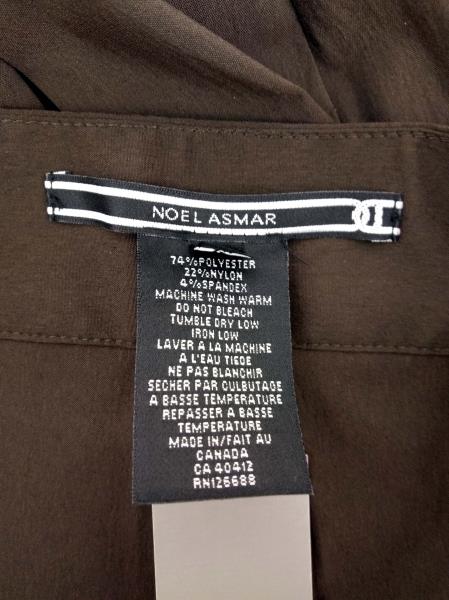 NOEL ASMAR
74%POLYESTER
22%NYLON
4%SPANDEX
MACHINE WASH WARM
DO NOT BLEACH
TUMBLE DRY LOW
IRON LOW
LAVER A LA MACHINE
A L'EAU TIEDE
NE PAS BLANCHIR
SECHER PAR CULBUTAGE
A BASSE TEMPERATURE
REPASSER A BASSE
TEMPERATURE
MADE IN/FAIT AU
CANADA
CA 40412
RN126688